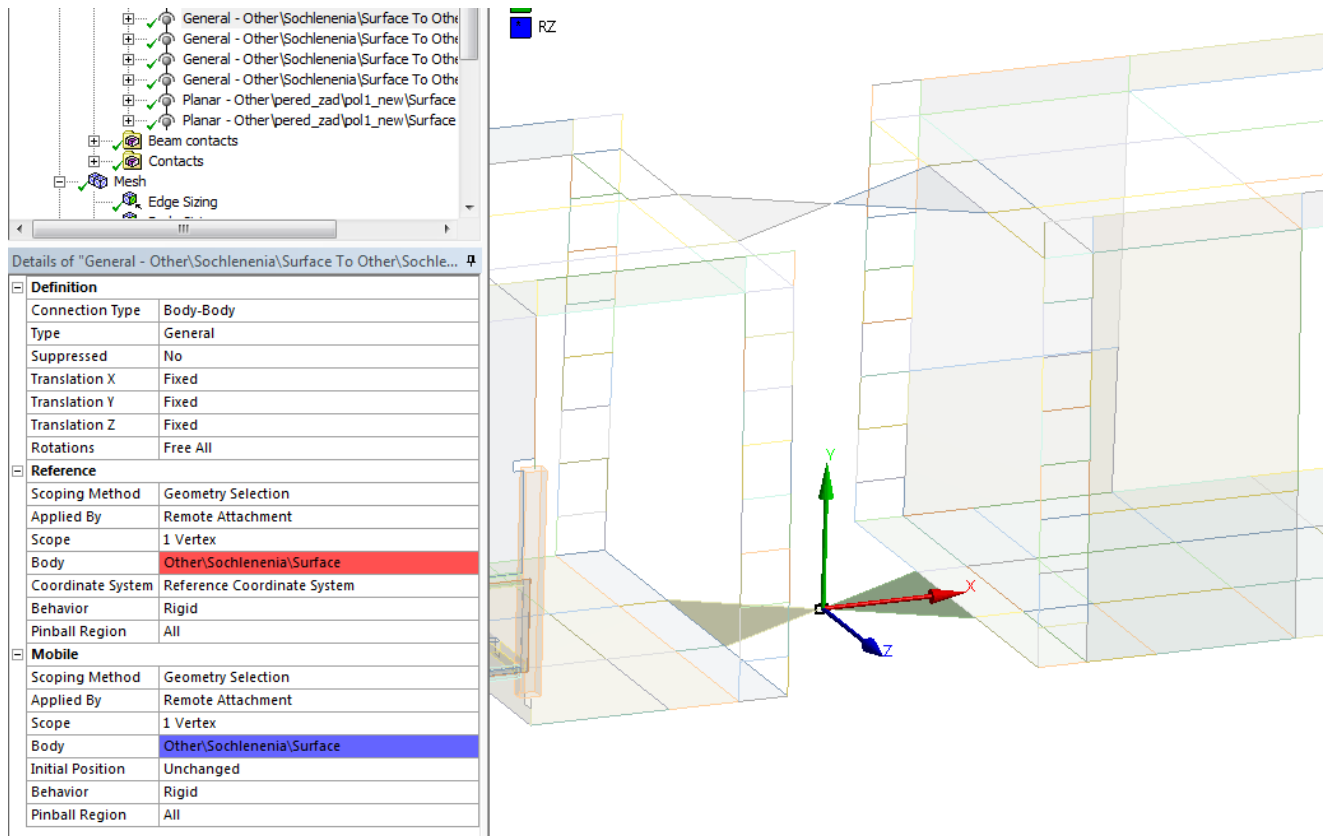 General - Other\Sochlenenia\Surface To Othe
General - Other\Sochlenenia\Surface To Othe
General - Other\Sochlenenia\Surface To Othe
General - Other\Sochlenenia\Surface To Othe
Planar - Other\pered_zad\pol1_new\Surface
Planar - Other\pered_zad\pol1_new\Surface
Beam contacts
Contacts
Mesh
Edge Sizing
Details of "General - Other\Sochlenenia\Surface To Other\Sochle...
Definition
Connection Type Body-Body
Type General
Suppressed No
Translation X Fixed
Translation Y Fixed
Translation Z Fixed
Rotations Free All
Reference
Scoping Method Geometry Selection
Applied By Remote Attachment
Scope 1 Vertex
Body Other\Sochlenenia\Surface
Coordinate System Reference Coordinate System
Behavior Rigid
Pinball Region All
Mobile
Scoping Method Geometry Selection
Applied By Remote Attachment
Scope 1 Vertex
Body Other\Sochlenenia\Surface
Initial Position Unchanged
Behavior Rigid
Pinball Region All
RZ
Y
X
Z